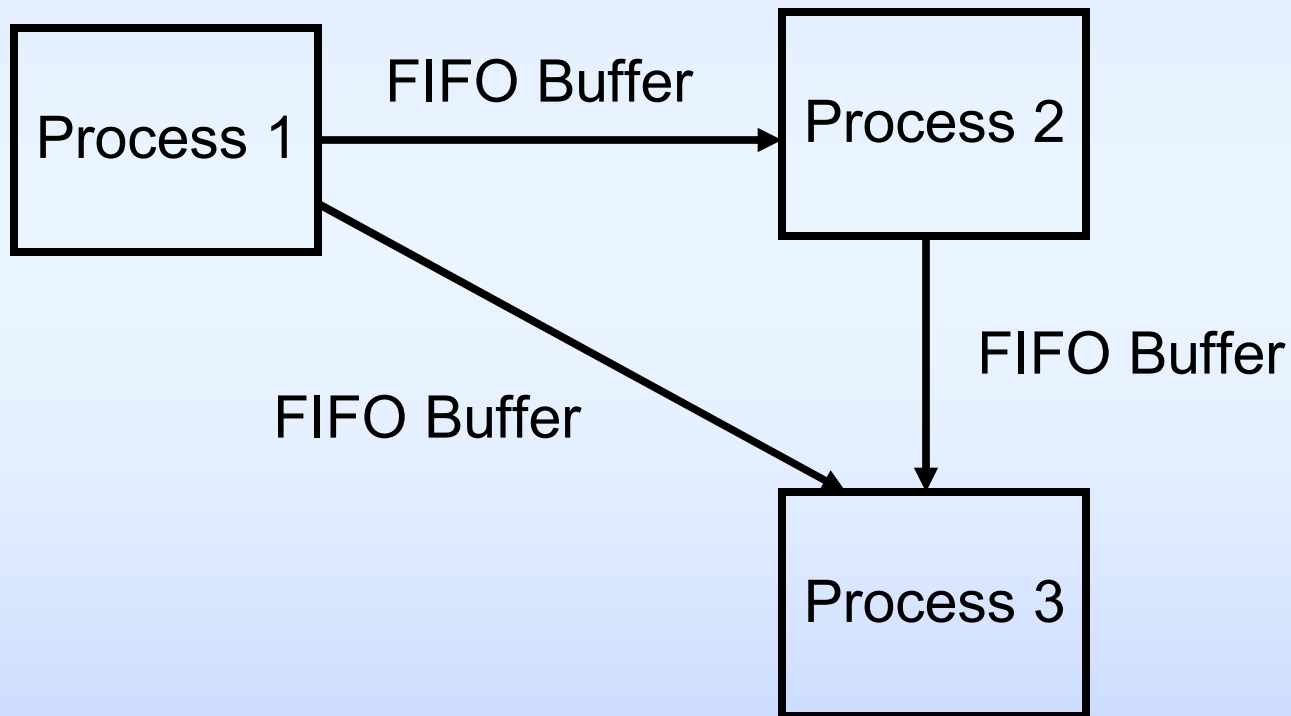 FIFO Buffer
Process 1
Process 2
FIFO Buffer
FIFO Buffer
Process 3